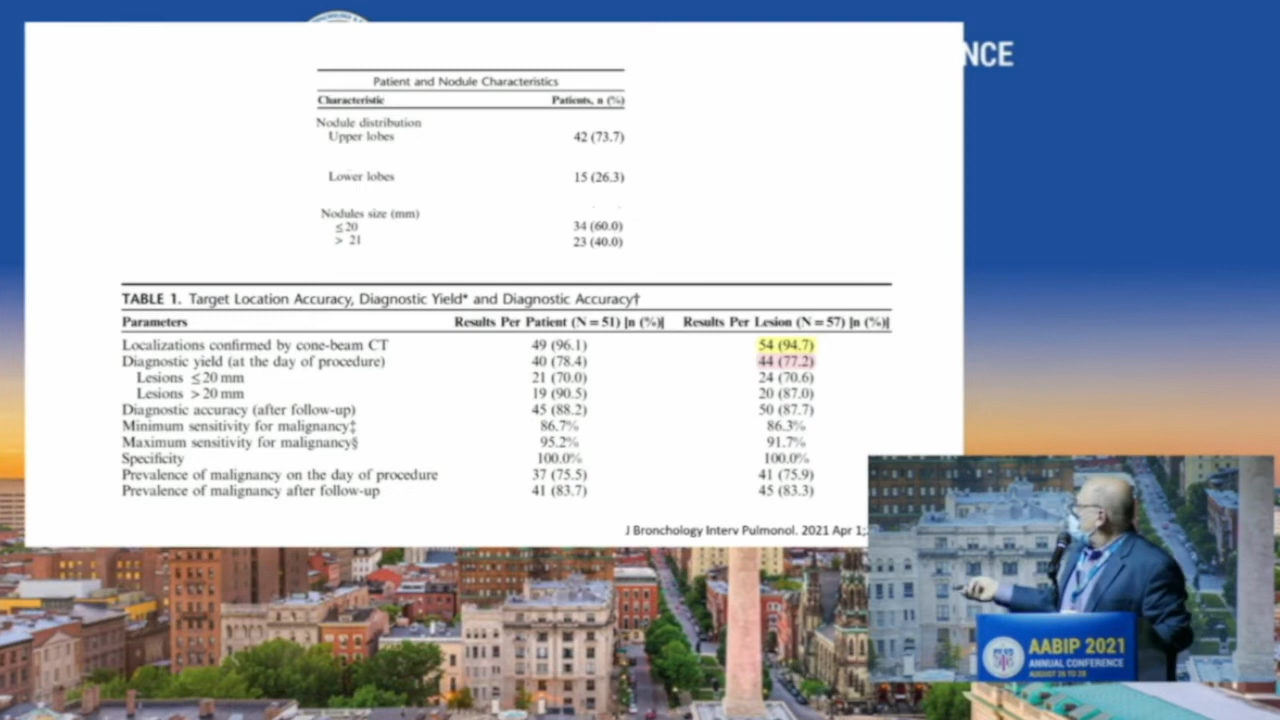 NCE
Patient and Nodule Characteristics
Characteristic Patients, n (%)
Nodule distribution
Upper lobes 42 (73.7)
Lower lobes 15 (26.3)
Nodules size (mm)
≤20 34 (60.0)
> 21 23 (40.0)
TABLE 1. Target Location Accuracy, Diagnostic Yield* and Diagnostic Accuracy†
Parameters Results Per Patient (N=51) [n (%)] Results Per Lesion (N=57) [n (%)]
Localizations confirmed by cone-beam CT 49 (96.1) 54 (94.7)
Diagnostic yield (at the day of procedure) 40 (78.4) 44 (77.2)
Lesions ≤20 mm 21 (70.0) 24 (70.6)
Lesions >20 mm 19 (90.5) 20 (87.0)
Diagnostic accuracy (after follow-up) 45 (88.2) 50 (87.7)
Minimum sensitivity for malignancy‡ 86.7% 86.3%
Maximum sensitivity for malignancy§ 95.2% 91.7%
Specificity 100.0% 100.0%
Prevalence of malignancy on the day of procedure 37 (75.5) 41 (75.9)
Prevalence of malignancy after follow-up 41 (83.7) 45 (83.3)
J Bronchology Interv Pulmonol. 2021 Apr 1;
AABIP 2021
ANNUAL CONFERENCE
AUGUST 26 TO 28